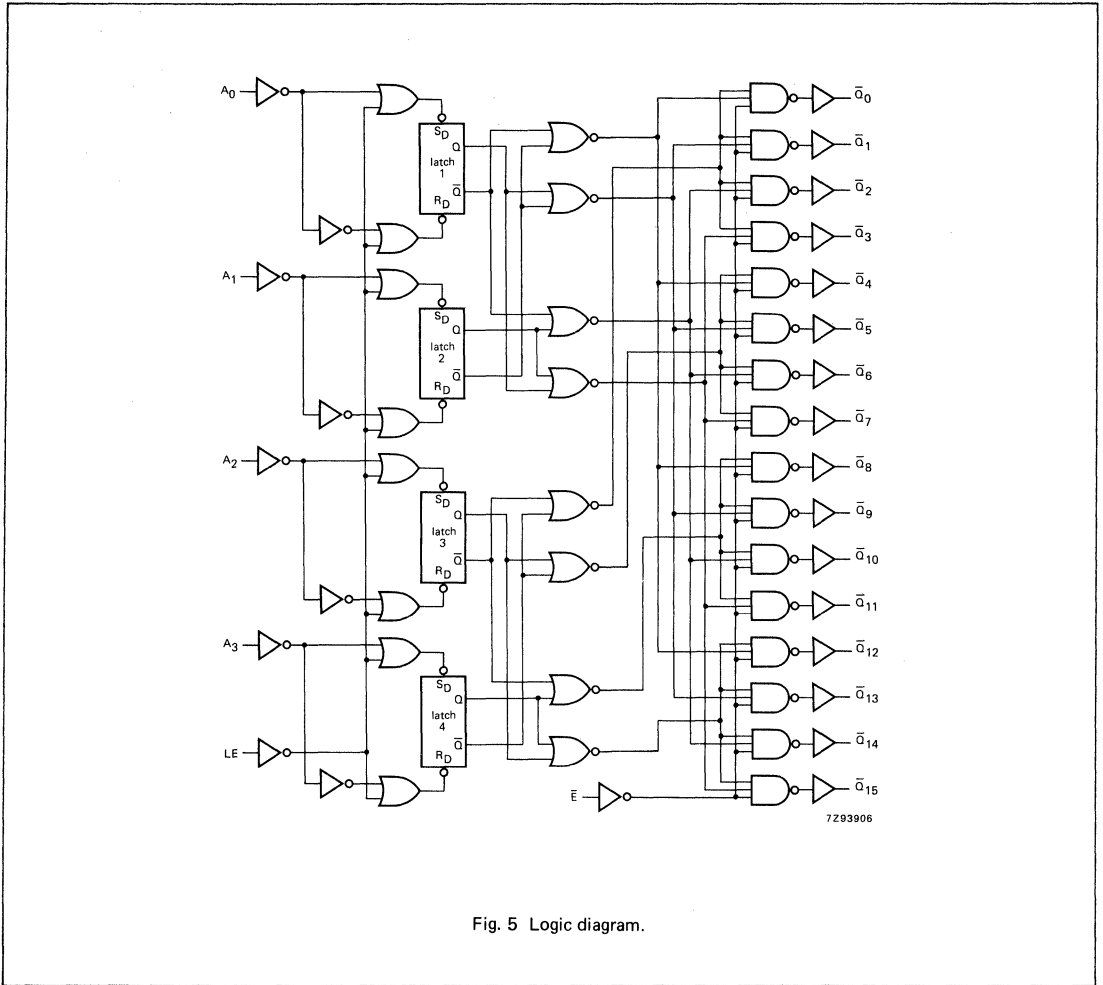 A0
SD
Q
latch
1
Q̅
RD
A1
SD
Q
latch
2
Q̅
RD
A2
SD
Q
latch
3
Q̅
RD
A3
SD
Q
latch
4
Q̅
RD
LE
E̅
Q̅0
Q̅1
Q̅2
Q̅3
Q̅4
Q̅5
Q̅6
Q̅7
Q̅8
Q̅9
Q̅10
Q̅11
Q̅12
Q̅13
Q̅14
Q̅15
7Z93906
Fig. 5 Logic diagram.